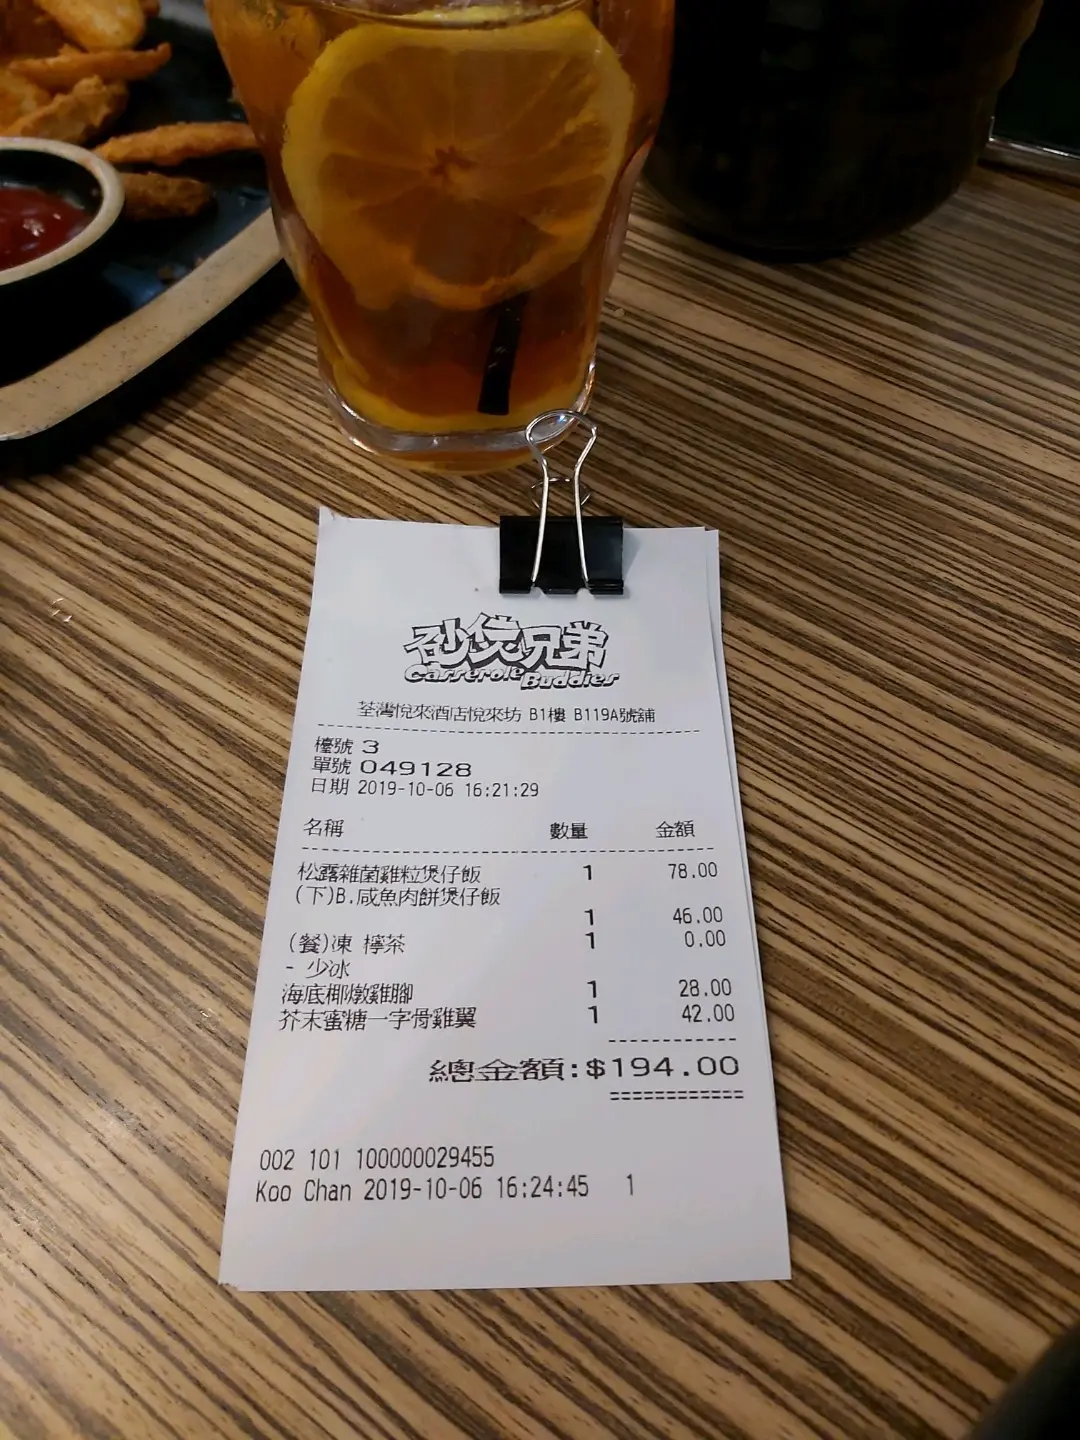 砂煲兄弟
Casserole Buddies
荃灣悅來酒店悅來坊 B1樓 B119A號舖
檯號 3
單號 049128
日期 2019-10-06 16:21:29
名稱 數量 金額
松露雜菌雞粒煲仔飯 1 78.00
(下)B.咸魚肉餅煲仔飯
1 46.00
(餐)凍 檸茶 1 0.00
- 少冰
海底椰燉雞腳 1 28.00
芥末蜜糖一字骨雞翼 1 42.00
總金額:$194.00
002 101 100000029455
Koo Chan 2019-10-06 16:24:45 1